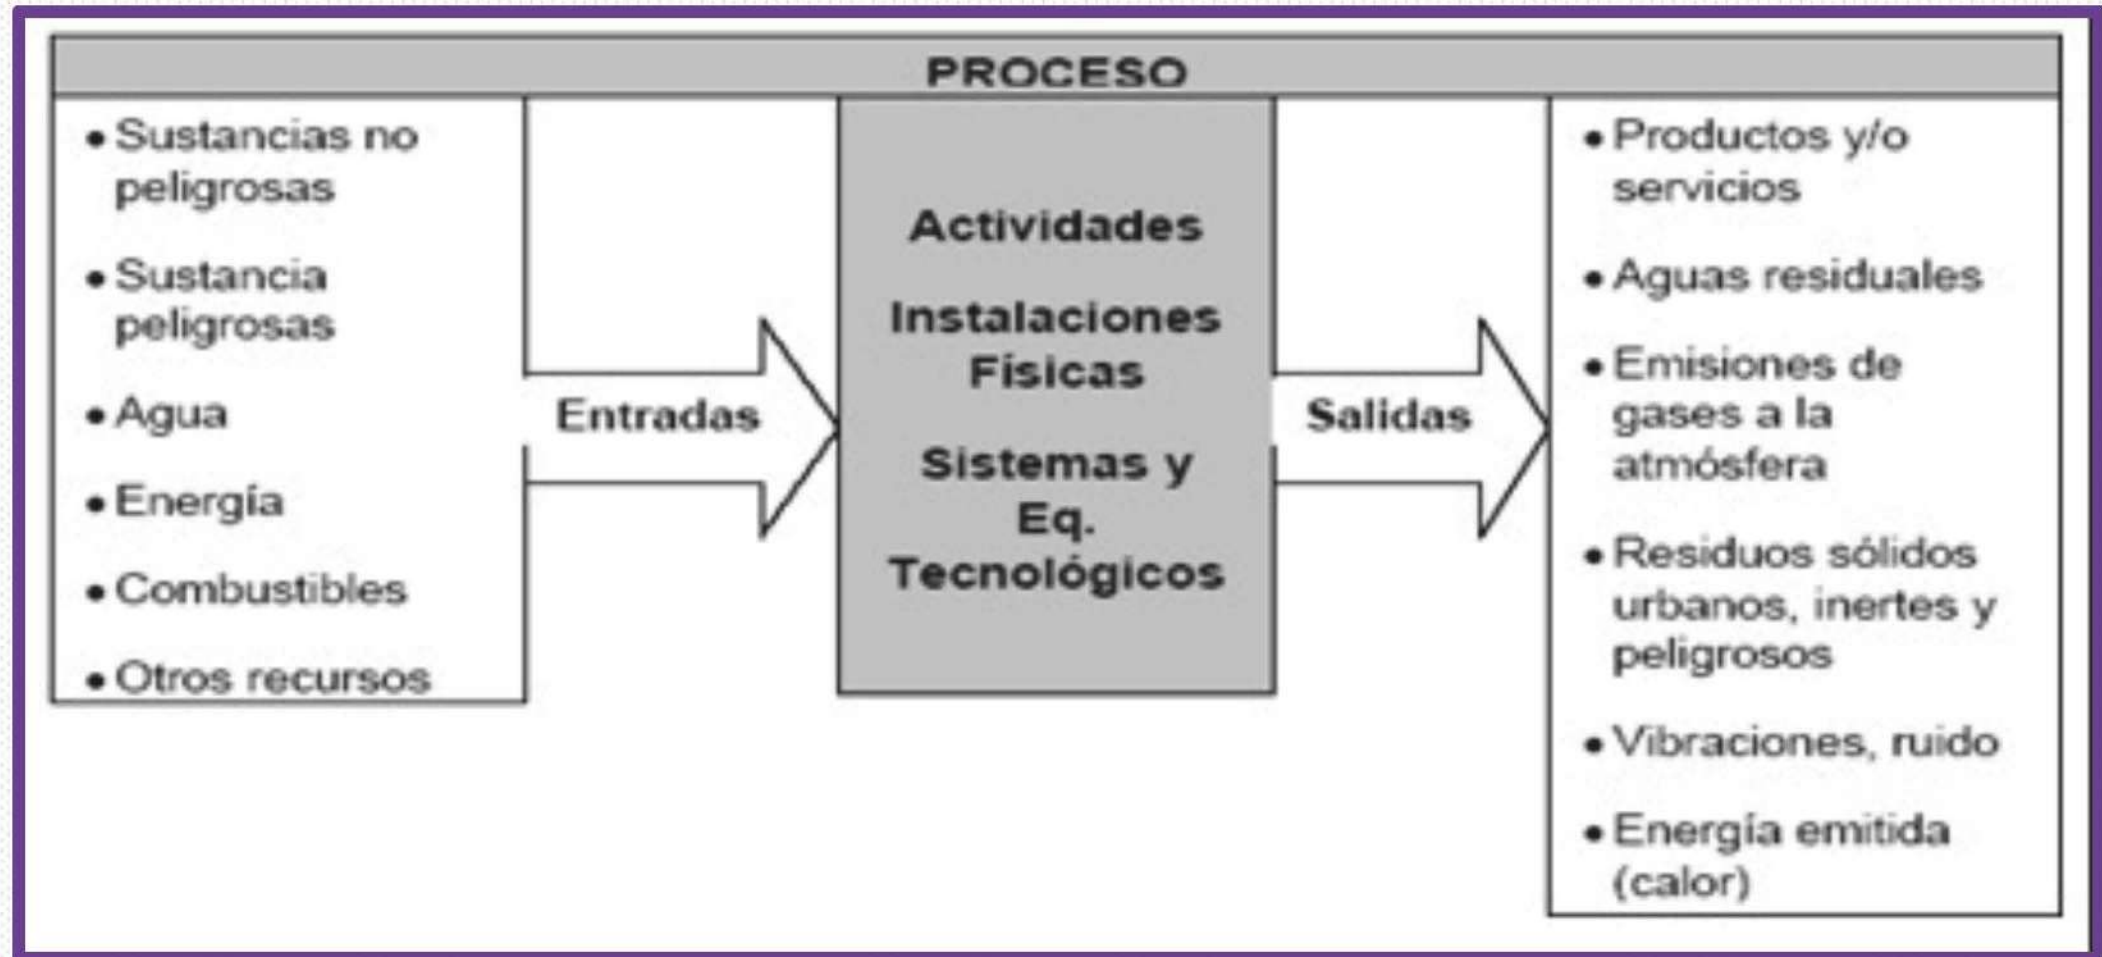 PROCESO
• Sustancias no
peligrosas
• Sustancia
peligrosas
• Agua
• Energía
• Combustibles
• Otros recursos
Entradas
Actividades
Instalaciones
Físicas
Sistemas y
Eq.
Tecnológicos
Salidas
• Productos y/o
servicios
• Aguas residuales
• Emisiones de
gases a la
atmósfera
• Residuos sólidos
urbanos, inertes y
peligrosos
• Vibraciones, ruido
• Energía emitida
(calor)